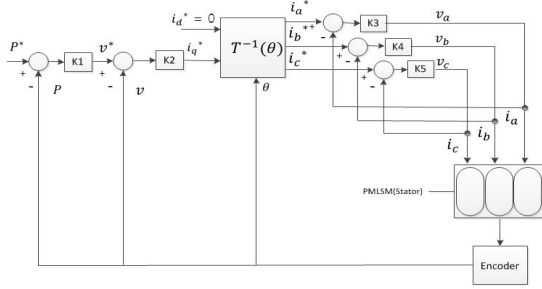 i_d* = 0
i_a*
K3
v_a
P*
+
-
K1
v*
+
-
K2
i_q*
T⁻¹(θ)
i_b*
+
-
K4
v_b
i_c*
+
-
K5
v_c
+
-
P
v
θ
i_a
i_b
i_c
PMLSM(Stator)
Encoder